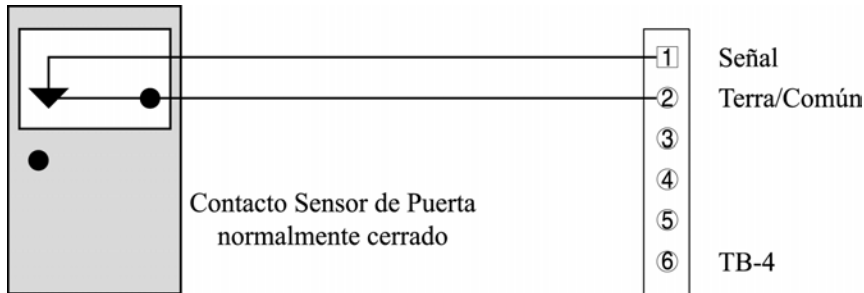 1 Señal
2 Terra/Común
3
4
Contacto Sensor de Puerta
normalmente cerrado
5
6 TB-4